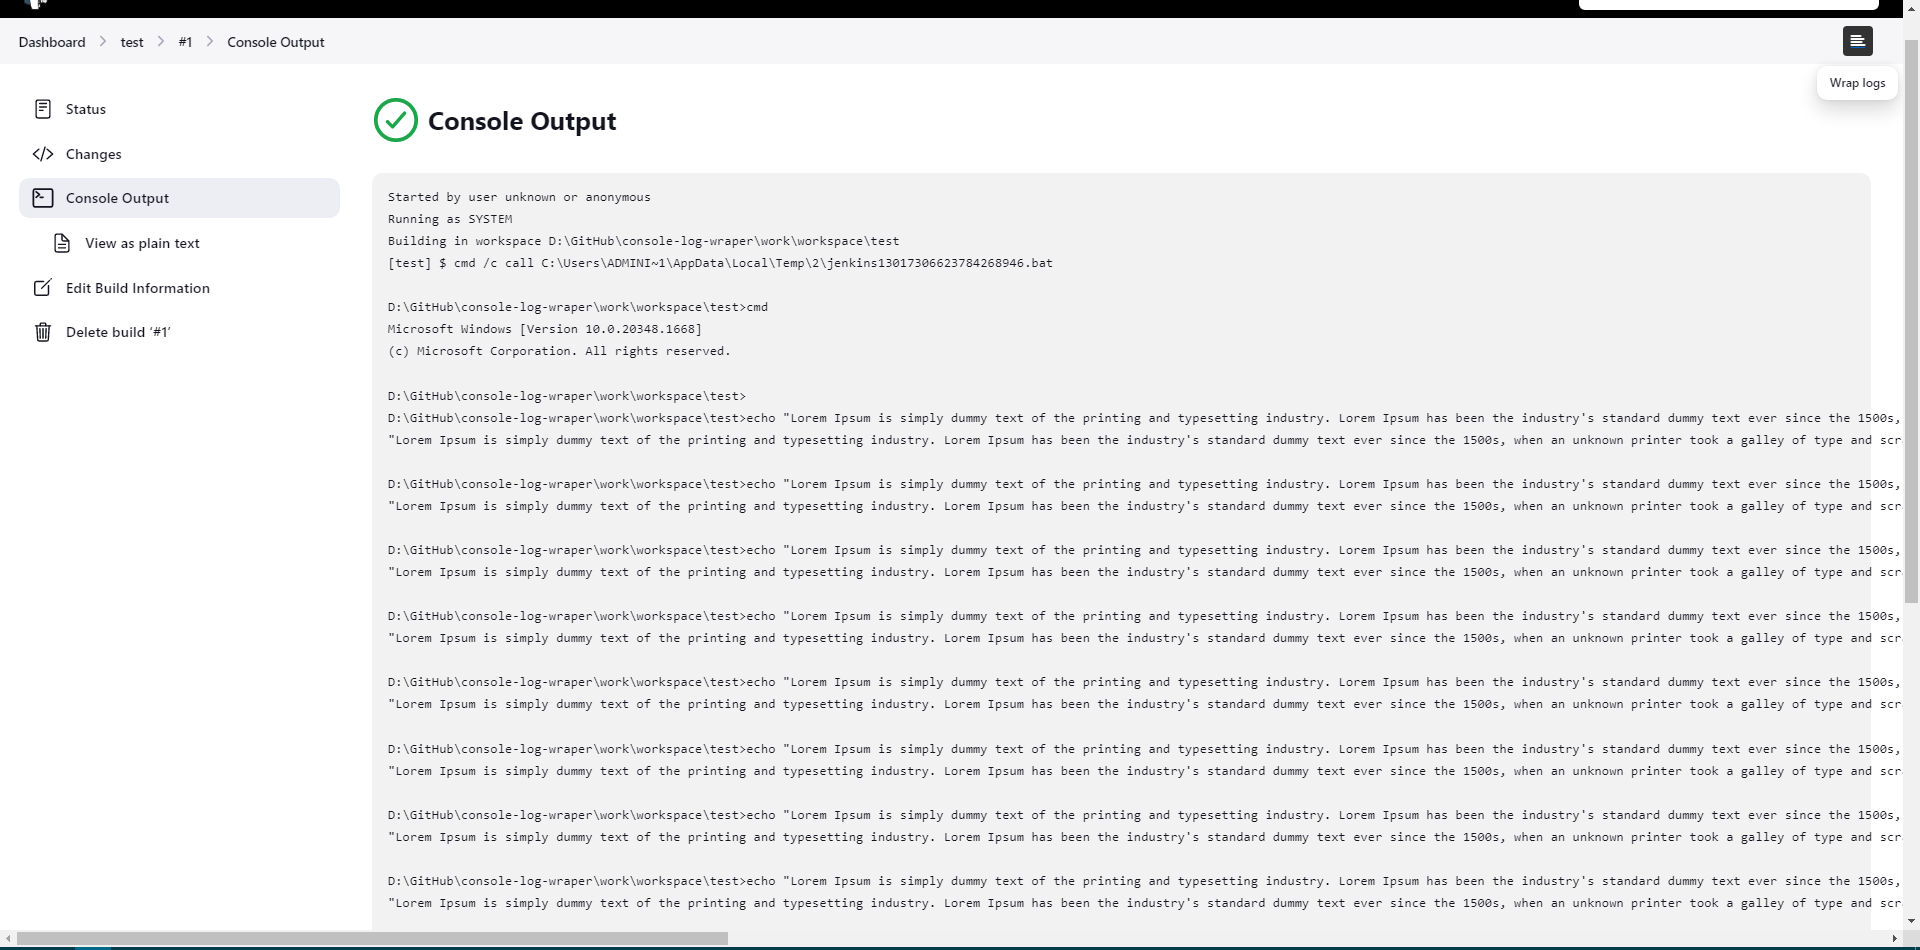 Dashboard > test > #1 > Console Output
Wrap logs
Status
Changes
Console Output
View as plain text
Edit Build Information
Delete build '#1'
Console Output
Started by user unknown or anonymous
Running as SYSTEM
Building in workspace D:\GitHub\console-log-wraper\work\workspace\test
[test] $ cmd /c call C:\Users\ADMINI~1\AppData\Local\Temp\2\jenkins13017306623784268946.bat
D:\GitHub\console-log-wraper\work\workspace\test>cmd
Microsoft Windows [Version 10.0.20348.1668]
(c) Microsoft Corporation. All rights reserved.
D:\GitHub\console-log-wraper\work\workspace\test>
D:\GitHub\console-log-wraper\work\workspace\test>echo "Lorem Ipsum is simply dummy text of the printing and typesetting industry. Lorem Ipsum has been the industry's standard dummy text ever since the 1500s,
"Lorem Ipsum is simply dummy text of the printing and typesetting industry. Lorem Ipsum has been the industry's standard dummy text ever since the 1500s, when an unknown printer took a galley of type and scr
D:\GitHub\console-log-wraper\work\workspace\test>echo "Lorem Ipsum is simply dummy text of the printing and typesetting industry. Lorem Ipsum has been the industry's standard dummy text ever since the 1500s,
"Lorem Ipsum is simply dummy text of the printing and typesetting industry. Lorem Ipsum has been the industry's standard dummy text ever since the 1500s, when an unknown printer took a galley of type and scr
D:\GitHub\console-log-wraper\work\workspace\test>echo "Lorem Ipsum is simply dummy text of the printing and typesetting industry. Lorem Ipsum has been the industry's standard dummy text ever since the 1500s,
"Lorem Ipsum is simply dummy text of the printing and typesetting industry. Lorem Ipsum has been the industry's standard dummy text ever since the 1500s, when an unknown printer took a galley of type and scr
D:\GitHub\console-log-wraper\work\workspace\test>echo "Lorem Ipsum is simply dummy text of the printing and typesetting industry. Lorem Ipsum has been the industry's standard dummy text ever since the 1500s,
"Lorem Ipsum is simply dummy text of the printing and typesetting industry. Lorem Ipsum has been the industry's standard dummy text ever since the 1500s, when an unknown printer took a galley of type and scr
D:\GitHub\console-log-wraper\work\workspace\test>echo "Lorem Ipsum is simply dummy text of the printing and typesetting industry. Lorem Ipsum has been the industry's standard dummy text ever since the 1500s,
"Lorem Ipsum is simply dummy text of the printing and typesetting industry. Lorem Ipsum has been the industry's standard dummy text ever since the 1500s, when an unknown printer took a galley of type and scr
D:\GitHub\console-log-wraper\work\workspace\test>echo "Lorem Ipsum is simply dummy text of the printing and typesetting industry. Lorem Ipsum has been the industry's standard dummy text ever since the 1500s,
"Lorem Ipsum is simply dummy text of the printing and typesetting industry. Lorem Ipsum has been the industry's standard dummy text ever since the 1500s, when an unknown printer took a galley of type and scr
D:\GitHub\console-log-wraper\work\workspace\test>echo "Lorem Ipsum is simply dummy text of the printing and typesetting industry. Lorem Ipsum has been the industry's standard dummy text ever since the 1500s,
"Lorem Ipsum is simply dummy text of the printing and typesetting industry. Lorem Ipsum has been the industry's standard dummy text ever since the 1500s, when an unknown printer took a galley of type and scr
D:\GitHub\console-log-wraper\work\workspace\test>echo "Lorem Ipsum is simply dummy text of the printing and typesetting industry. Lorem Ipsum has been the industry's standard dummy text ever since the 1500s,
"Lorem Ipsum is simply dummy text of the printing and typesetting industry. Lorem Ipsum has been the industry's standard dummy text ever since the 1500s, when an unknown printer took a galley of type and scr